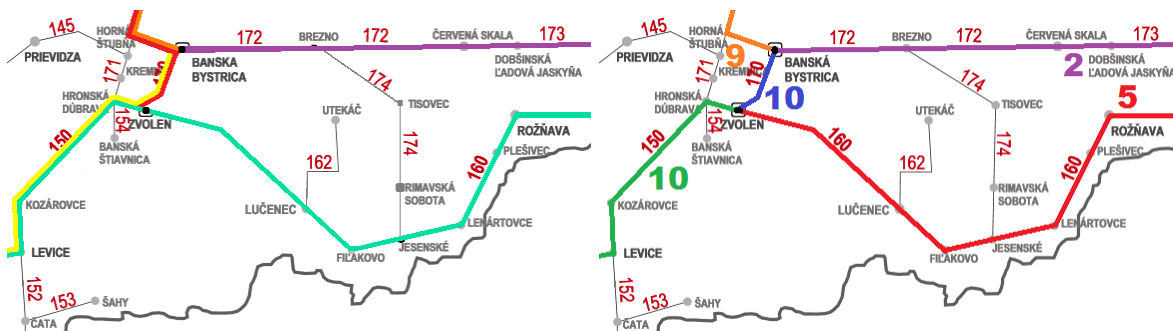 145
HORNÁ
ŠTUBŇA
PRIEVIDZA
171
172
BREZNO
172
ČERVENÁ SKALA
173
BANSKÁ
BYSTRICA
DOBŠINSKÁ
ĽADOVÁ JASKYŇA
174
HRONSKÁ
DÚBRAVA
154
ZVOLEN
TISOVEC
UTEKÁČ
ROŽŇAVA
150
BANSKÁ
ŠTIAVNICA
174
PLEŠIVEC
162
160
RIMAVSKÁ
SOBOTA
KOZÁROVCE
LUČENEC
LENÁRTOVCE
JESENSKÉ
LEVICE
FIĽAKOVO
152
153
ŠAHY
ČATA
145
HORNÁ
ŠTUBŇA
9
PRIEVIDZA
171
172
BREZNO
172
ČERVENÁ SKALA
173
BANSKÁ
BYSTRICA
2
DOBŠINSKÁ
ĽADOVÁ JASKYŇA
170
10
174
5
HRONSKÁ
DÚBRAVA
154
ZVOLEN
TISOVEC
UTEKÁČ
ROŽŇAVA
150
BANSKÁ
ŠTIAVNICA
160
174
PLEŠIVEC
10
162
160
RIMAVSKÁ
SOBOTA
KOZÁROVCE
LUČENEC
LENÁRTOVCE
JESENSKÉ
LEVICE
FIĽAKOVO
152
153
ŠAHY
ČATA